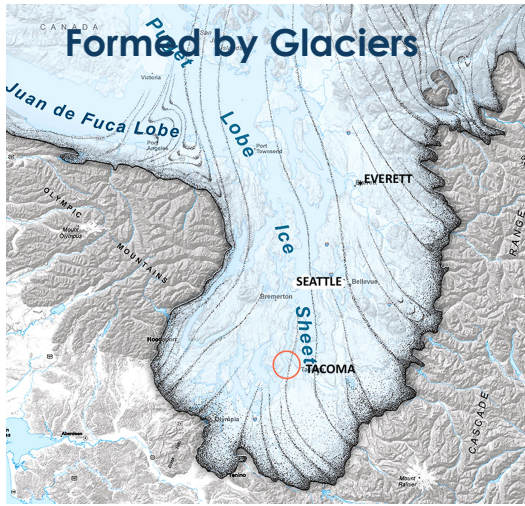 CANADA
Formed by Glaciers
Puget
Victoria
Juan de Fuca Lobe
Lobe
Port
Angeles
Port
Townsend
EVERETT
OLYMPIC
MOUNTAINS
Mount
Olympus
Ice
RANGE
SEATTLE
Bellevue
Bremerton
Sheet
TACOMA
Olympia
Aberdeen
CASCADE
Tenino
Mount
Rainier